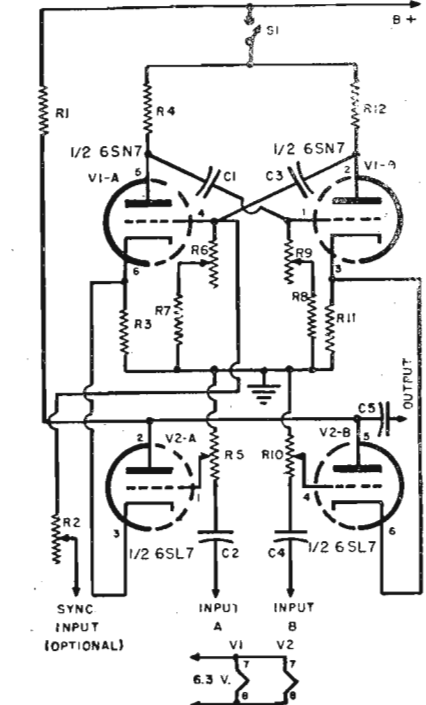 S1
B+
R1
R4
R12
1/2 6SN7
1/2 6SN7
5
C1
C3
2
V1-A
V1-B
4
1
R6
R9
6
3
R7
R8
R3
R11
C5
OUTPUT
2
V2-A
R5
R10
V2-B
5
1
4
R2
3
6
1/2 6SL7
C2
C4
1/2 6SL7
SYNC
INPUT
(OPTIONAL)
INPUT
A
INPUT
B
V1
V2
7
7
6.3 V.
8
8